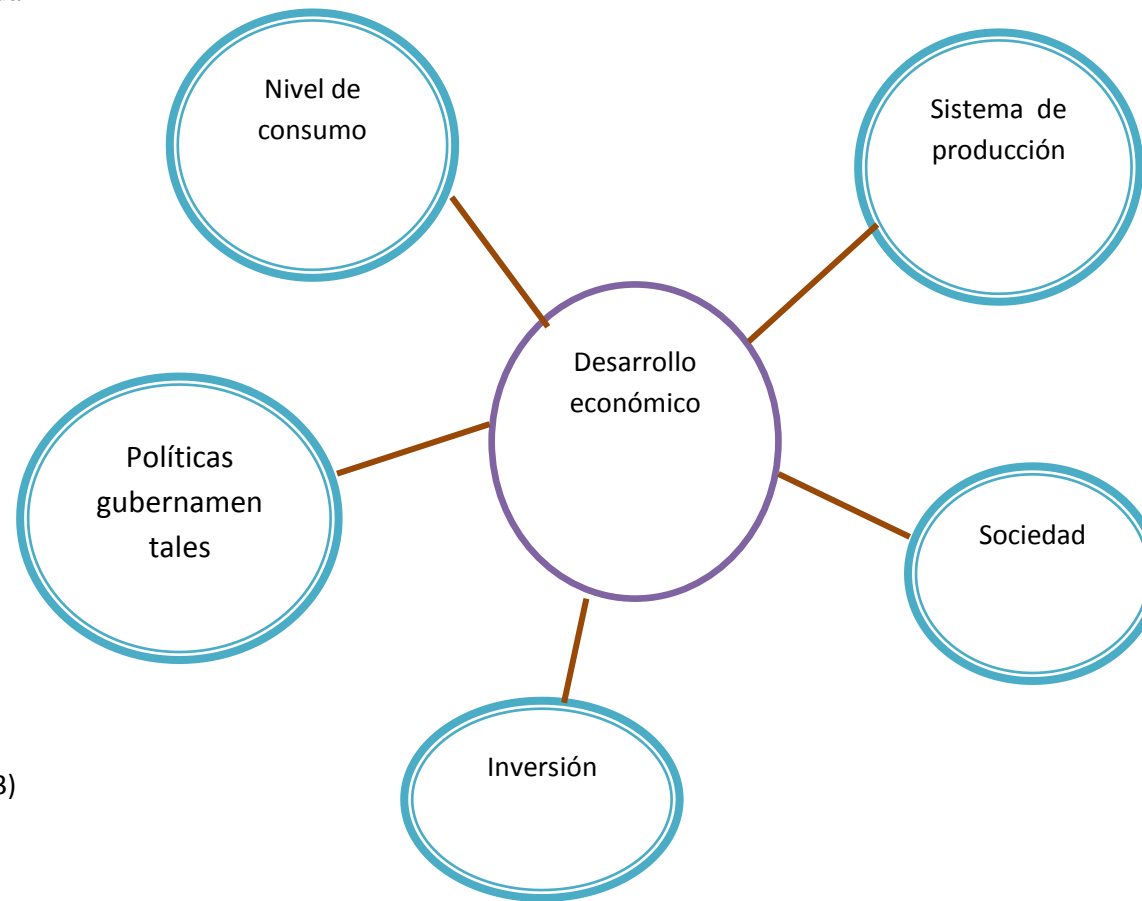 Nivel de
consumo
Sistema de
producción
Desarrollo
económico
Políticas
gubernamen
tales
Sociedad
Inversión
3)